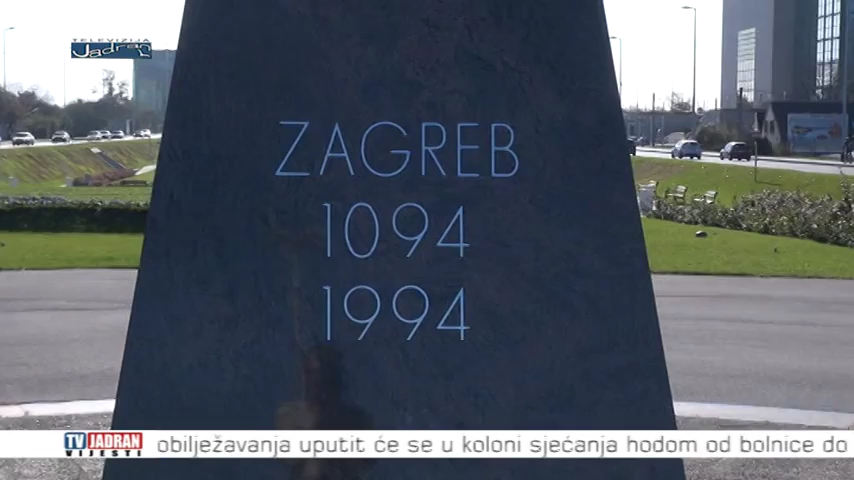 TELEVIZIJA
Jadran
ZAGREB
1094
1994
TV JADRAN
VIJESTI
obilježavanja uputit će se u koloni sjećanja hodom od bolnice do